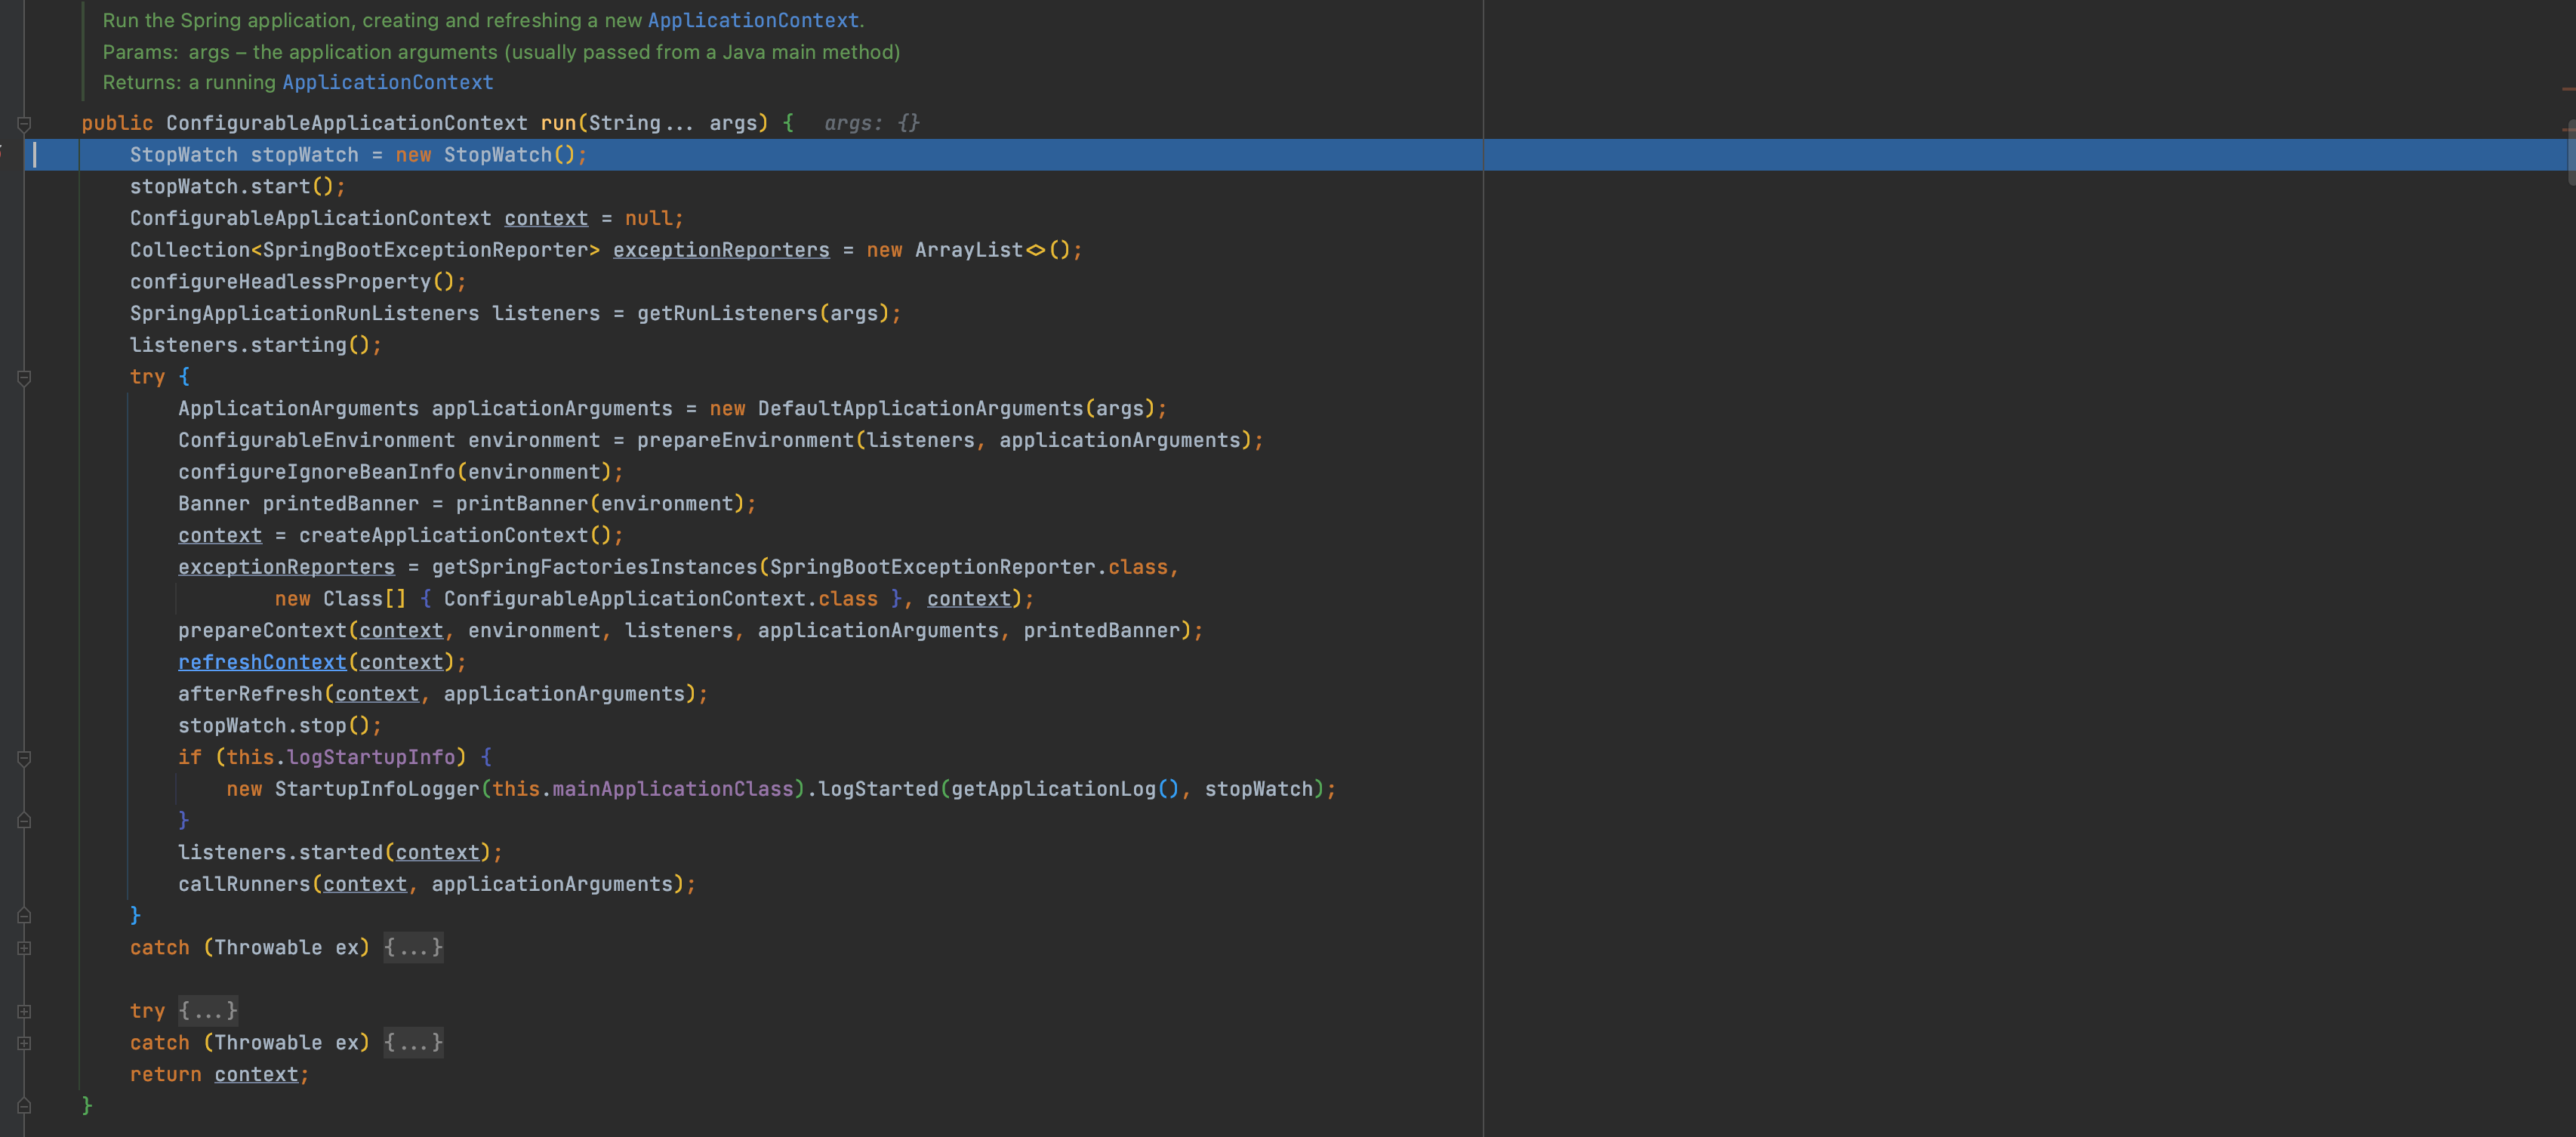 Run the Spring application, creating and refreshing a new ApplicationContext.
Params: args – the application arguments (usually passed from a Java main method)
Returns: a running ApplicationContext
public ConfigurableApplicationContext run(String... args) {   args: {}
StopWatch stopWatch = new StopWatch();
stopWatch.start();
ConfigurableApplicationContext context = null;
Collection<SpringBootExceptionReporter> exceptionReporters = new ArrayList<>();
configureHeadlessProperty();
SpringApplicationRunListeners listeners = getRunListeners(args);
listeners.starting();
try {
ApplicationArguments applicationArguments = new DefaultApplicationArguments(args);
ConfigurableEnvironment environment = prepareEnvironment(listeners, applicationArguments);
configureIgnoreBeanInfo(environment);
Banner printedBanner = printBanner(environment);
context = createApplicationContext();
exceptionReporters = getSpringFactoriesInstances(SpringBootExceptionReporter.class,
new Class[] { ConfigurableApplicationContext.class }, context);
prepareContext(context, environment, listeners, applicationArguments, printedBanner);
refreshContext(context);
afterRefresh(context, applicationArguments);
stopWatch.stop();
if (this.logStartupInfo) {
new StartupInfoLogger(this.mainApplicationClass).logStarted(getApplicationLog(), stopWatch);
}
listeners.started(context);
callRunners(context, applicationArguments);
}
catch (Throwable ex) {...}
try {...}
catch (Throwable ex) {...}
return context;
}